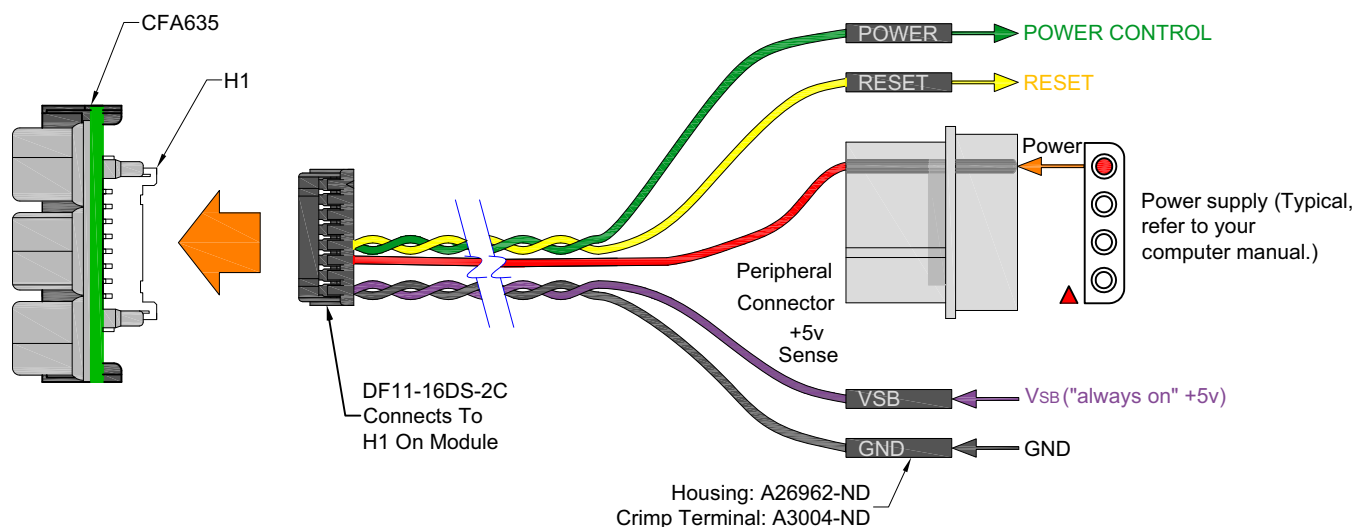 CFA635
H1
POWER
POWER CONTROL
RESET
RESET
Power
Power supply (Typical,
refer to your
computer manual.)
Peripheral
Connector
+5v
Sense
DF11-16DS-2C
Connects To
H1 On Module
VSB
VSB ("always on" +5v)
GND
GND
Housing: A26962-ND
Crimp Terminal: A3004-ND